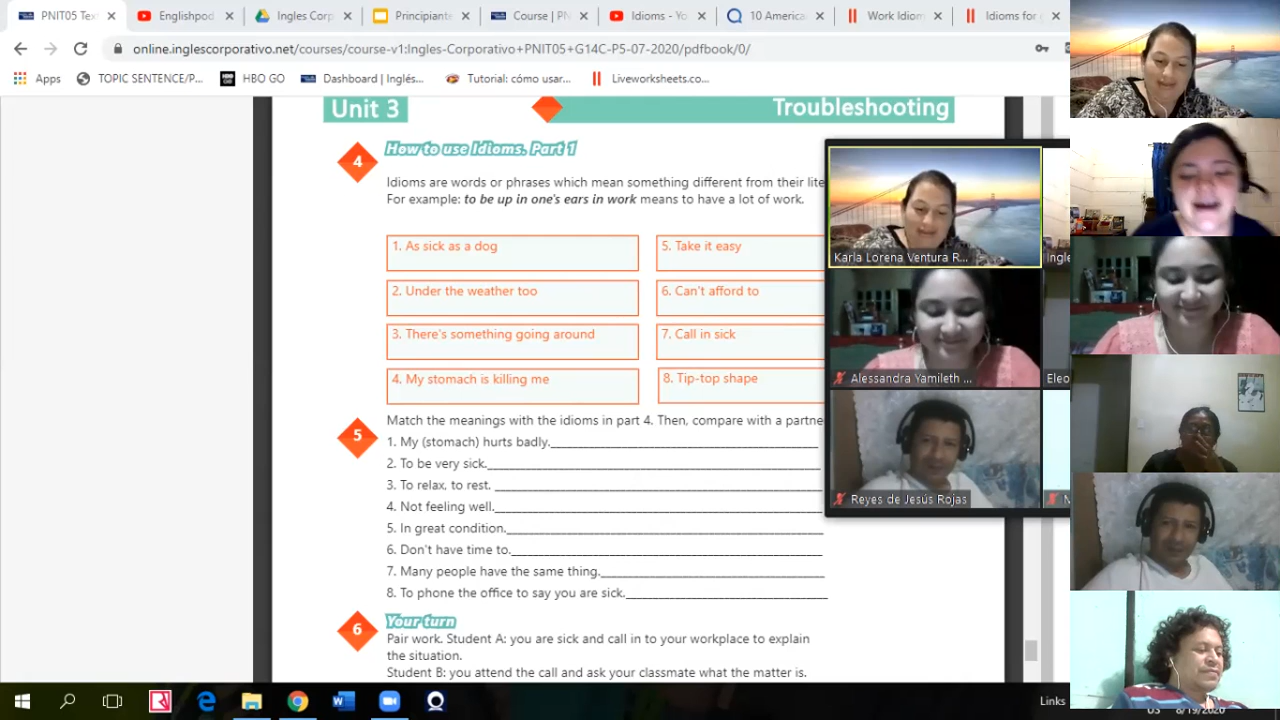 PNIT05 Tex
Englishpod
Ingles Corp
Principiante
Course | PN
Idioms - Yo
10 America
Work Idiom
Idioms for
online.inglescorporativo.net/courses/course-v1:Ingles-Corporativo+PNIT05+G14C-P5-07-2020/pdfbook/0/
Apps
TOPIC SENTENCE/P...
HBO GO
Dashboard | Inglés...
Tutorial: cómo usar...
Liveworksheets.co...
Unit 3
Troubleshooting
4
How to use Idioms. Part 1
Idioms are words or phrases which mean something different from their lite
For example: to be up in one's ears in work means to have a lot of work.
1. As sick as a dog
5. Take it easy
2. Under the weather too
6. Can't afford to
3. There's something going around
7. Call in sick
4. My stomach is killing me
8. Tip-top shape
5
Match the meanings with the idioms in part 4. Then, compare with a partne
1. My (stomach) hurts badly.
2. To be very sick.
3. To relax, to rest.
4. Not feeling well.
5. In great condition.
6. Don't have time to.
7. Many people have the same thing.
8. To phone the office to say you are sick.
6
Your turn
Pair work. Student A: you are sick and call in to your workplace to explain
the situation.
Student B: you attend the call and ask your classmate what the matter is.
Karla Lorena Ventura R...
Ingle
Alessandra Yamileth ...
Eleo
Reyes de Jesús Rojas
M
Links
US 8/19/2020